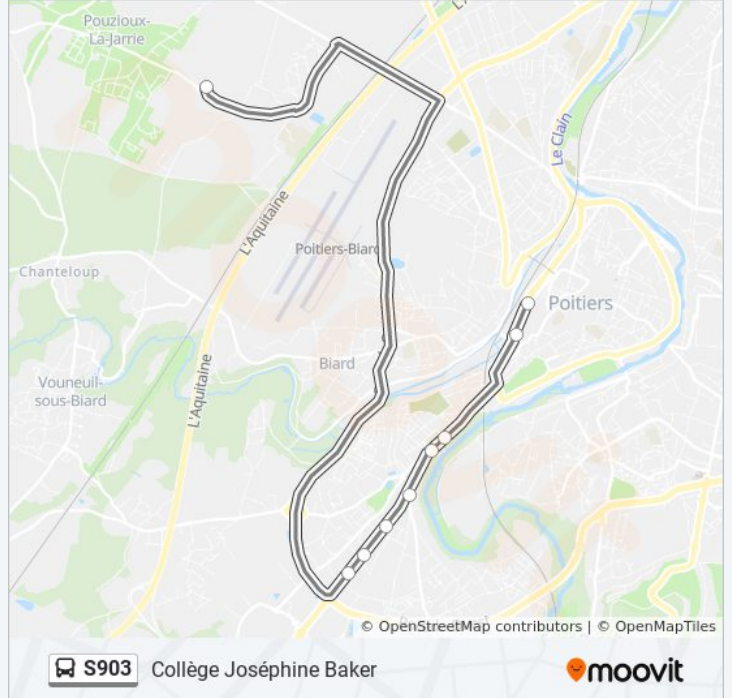 Pouzioux-
La-Jarrie
L'
Le Clain
L'Aquitaine
Poitiers-Biard
Chanteloup
Poitiers
Biard
L'Aquitaine
Vouneuil-
sous-Biard
© OpenStreetMap contributors | © OpenMapTiles
S903 Collège Joséphine Baker
moovit